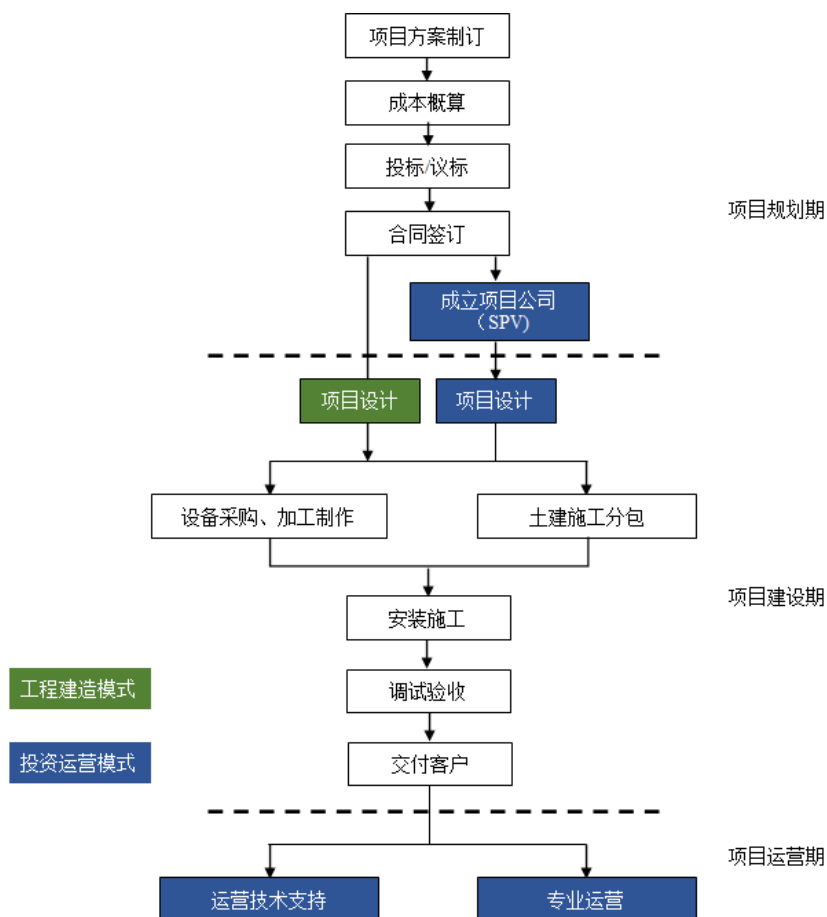 项目方案制订
成本概算
投标/议标
项目规划期
合同签订
成立项目公司
（SPV)
项目设计
项目设计
设备采购、加工制作
土建施工分包
项目建设期
安装施工
工程建造模式
调试验收
投资运营模式
交付客户
项目运营期
运营技术支持
专业运营